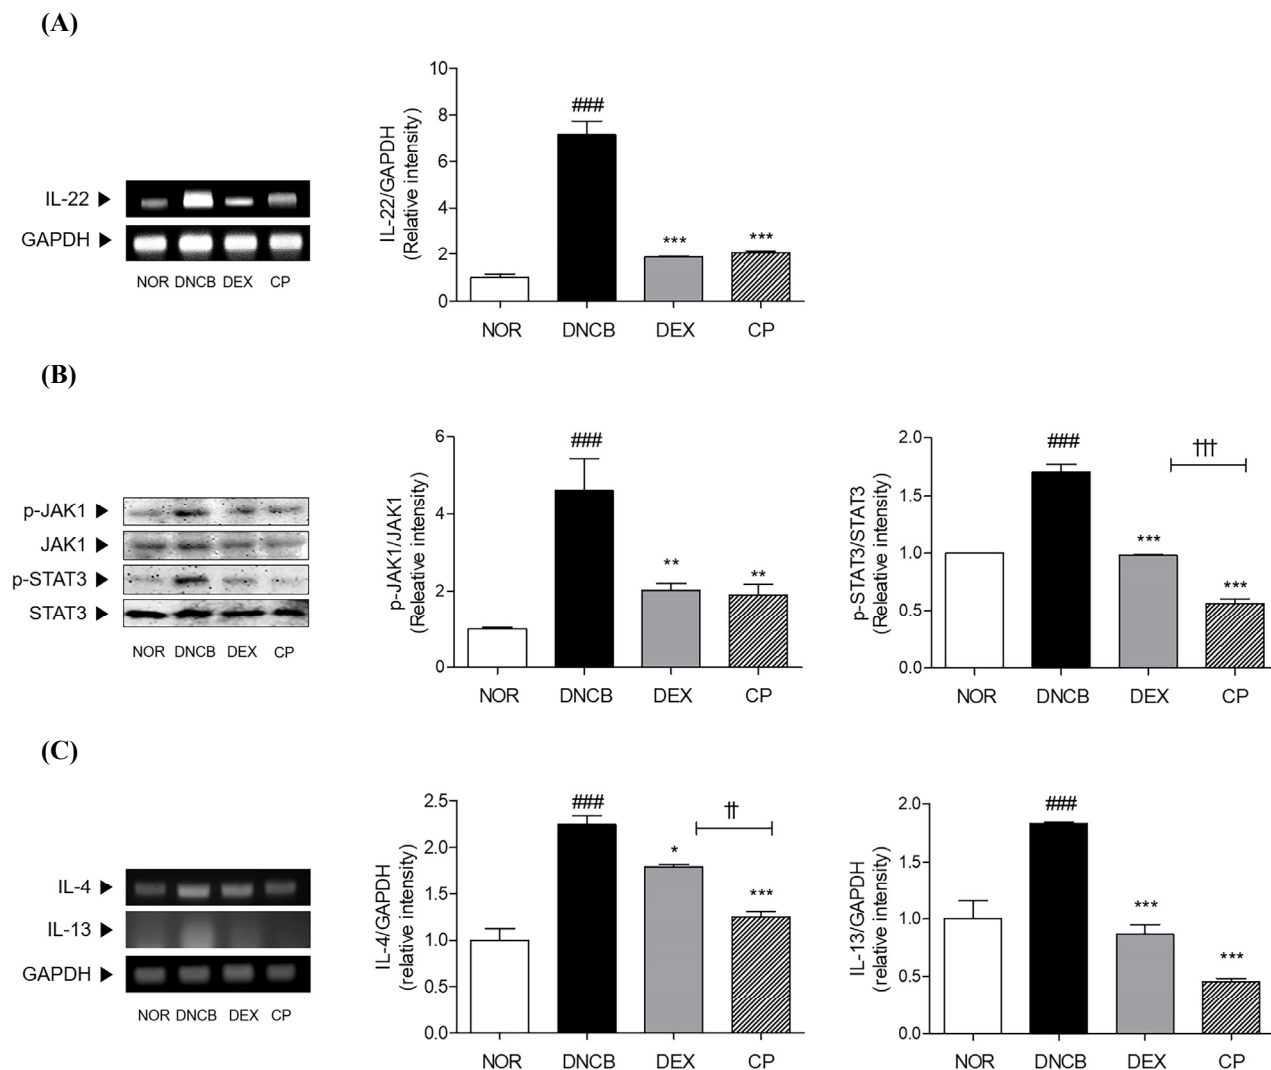 (A)
IL-22
GAPDH
NOR DNCB DEX CP
IL-22/GAPDH
(Relative intensity)
10
8
6
4
2
0
###
***
***
NOR DNCB DEX CP
(B)
p-JAK1
JAK1
p-STAT3
STAT3
NOR DNCB DEX CP
p-JAK1/JAK1
(Releative intensity)
6
4
2
0
###
**
**
NOR DNCB DEX CP
p-STAT3/STAT3
(Releative intensity)
2.0
1.5
1.0
0.5
0.0
###
***
***
†††
NOR DNCB DEX CP
(C)
IL-4
IL-13
GAPDH
NOR DNCB DEX CP
IL-4/GAPDH
(relative intensity)
2.5
2.0
1.5
1.0
0.5
0.0
###
*
***
††
NOR DNCB DEX CP
IL-13/GAPDH
(relative intensity)
2.0
1.5
1.0
0.5
0.0
###
***
***
NOR DNCB DEX CP